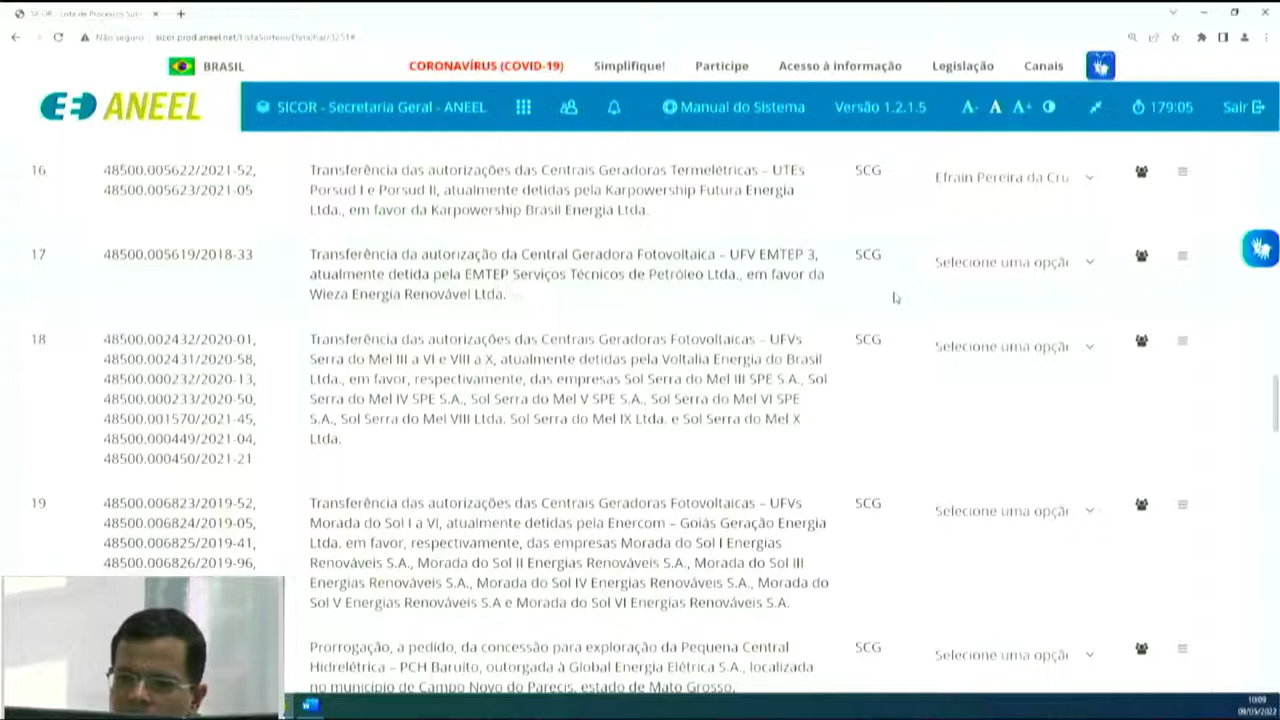 SICOR - Lista de Processos
Não seguro
BRASIL
CORONAVÍRUS (COVID-19)
Simplifique!
Participe
Acesso à informação
Legislação
Canais
ANEEL
SICOR - Secretaria Geral - ANEEL
Manual do Sistema
Versão 1.2.1.5
A-
A
A+
179:05
Sair
16
48500.005622/2021-52,
48500.005623/2021-05
Transferência das autorizações das Centrais Geradoras Termelétricas – UTEs
Porsud I e Porsud II, atualmente detidas pela Karpowership Futura Energia
Ltda., em favor da Karpowership Brasil Energia Ltda.
SCG
Efrain Pereira da Cru
17
48500.005619/2018-33
Transferência da autorização da Central Geradora Fotovoltaica – UFV EMTEP 3,
atualmente detida pela EMTEP Serviços Técnicos de Petróleo Ltda., em favor da
Wieza Energia Renovável Ltda.
SCG
Selecione uma opçã
18
48500.002432/2020-01,
48500.002431/2020-58,
48500.000232/2020-13,
48500.000233/2020-50,
48500.001570/2021-45,
48500.000449/2021-04,
48500.000450/2021-21
Transferência das autorizações das Centrais Geradoras Fotovoltaicas – UFVs
Serra do Mel III a VI e VIII a X, atualmente detidas pela Voltalia Energia do Brasil
Ltda., em favor, respectivamente, das empresas Sol Serra do Mel III SPE S.A., Sol
Serra do Mel IV SPE S.A., Sol Serra do Mel V SPE S.A., Sol Serra do Mel VI SPE
S.A., Sol Serra do Mel VIII Ltda. Sol Serra do Mel IX Ltda. e Sol Serra do Mel X
Ltda.
SCG
Selecione uma opçã
19
48500.006823/2019-52,
48500.006824/2019-05,
48500.006825/2019-41,
48500.006826/2019-96,
Transferência das autorizações das Centrais Geradoras Fotovoltaicas – UFVs
Morada do Sol I a VI, atualmente detidas pela Enercom – Goiás Geração Energia
Ltda. em favor, respectivamente, das empresas Morada do Sol I Energias
Renováveis S.A., Morada do Sol II Energias Renováveis S.A., Morada do Sol III
Energias Renováveis S.A., Morada do Sol IV Energias Renováveis S.A., Morada do
Sol V Energias Renováveis S.A e Morada do Sol VI Energias Renováveis S.A.
SCG
Selecione uma opçã
Prorrogação, a pedido, da concessão para exploração da Pequena Central
Hidrelétrica – PCH Baruíto, outorgada à Global Energia Elétrica S.A., localizada
no município de Campo Novo do Parecis, estado de Mato Grosso.
SCG
Selecione uma opçã
10:09
09/03/2022